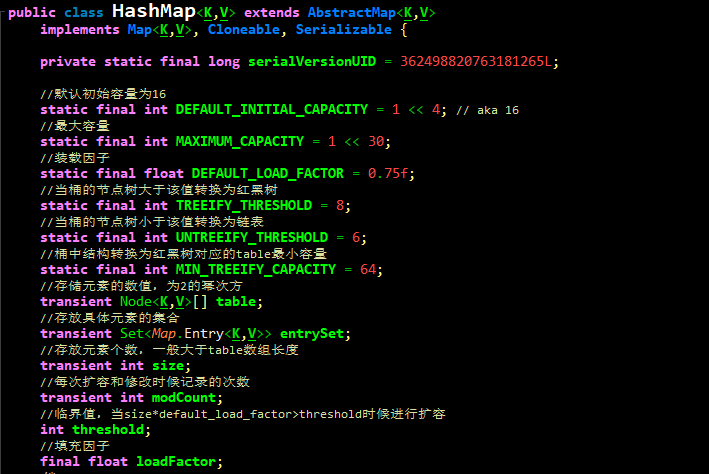 public class HashMap<K,V> extends AbstractMap<K,V>
implements Map<K,V>, Cloneable, Serializable {
private static final long serialVersionUID = 362498820763181265L;
//默认初始容量为16
static final int DEFAULT_INITIAL_CAPACITY = 1 << 4; // aka 16
//最大容量
static final int MAXIMUM_CAPACITY = 1 << 30;
//装载因子
static final float DEFAULT_LOAD_FACTOR = 0.75f;
//当桶的节点树大于该值转换为红黑树
static final int TREEIFY_THRESHOLD = 8;
//当桶的节点树小于该值转换为链表
static final int UNTREEIFY_THRESHOLD = 6;
//桶中结构转换为红黑树对应的table最小容量
static final int MIN_TREEIFY_CAPACITY = 64;
//存储元素的数值，为2的幂次方
transient Node<K,V>[] table;
//存放具体元素的集合
transient Set<Map.Entry<K,V>> entrySet;
//存放元素个数，一般大于table数组长度
transient int size;
//每次扩容和修改时候记录的次数
transient int modCount;
//临界值，当size*default_load_factor>threshold时候进行扩容
int threshold;
//填充因子
final float loadFactor;